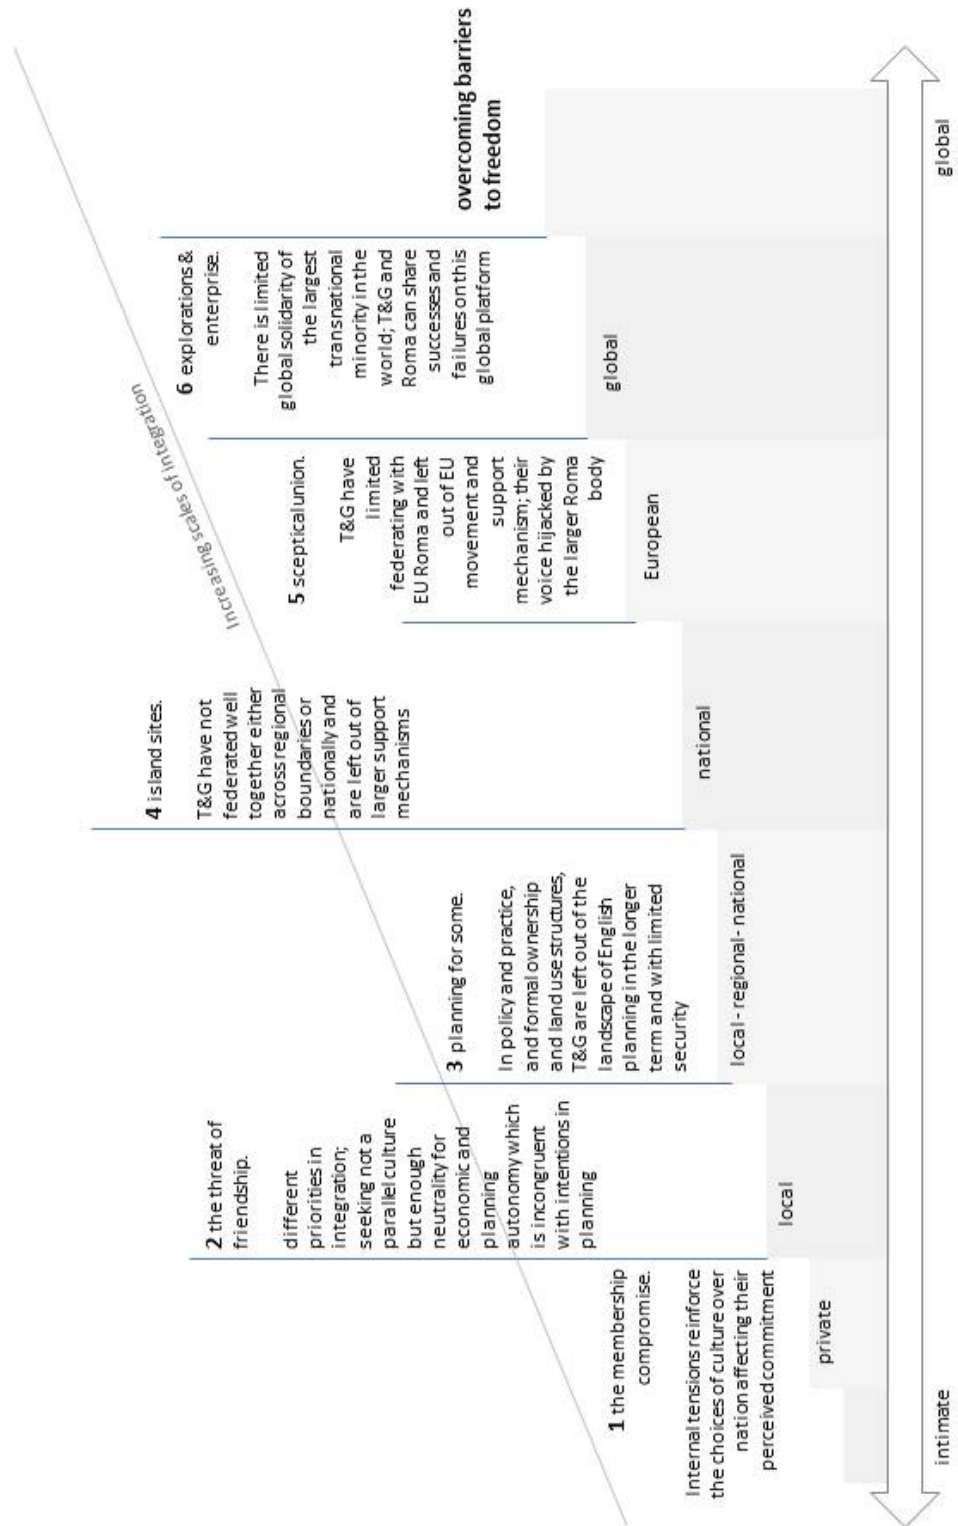 Increasing scales of integration
1 the membership
compromise.
Internal tensions reinforce
the choices of culture over
nation affecting their
perceived commitment
private
2 the threat of
friendship.
different
priorities in
integration;
seeking not a
parallel culture
but enough
neutrality for
economic and
planning
autonomy which
is incongruent
with intentions in
planning
local
3 planning for some.
In policy and practice,
and formal ownership
and land use structures,
T&G are left out of the
landscape of English
planning in the longer
term and with limited
security
local - regional - national
4 island sites.
T&G have not
federated well
together either
across regional
boundaries or
nationally and
are left out of
larger support
mechanisms
national
5 sceptical union.
T&G have
limited
federating with
EU Roma and left
out of EU
movement and
support
mechanism; their
voice hijacked by
the larger Roma
body
European
6 explorations &
enterprise.
There is limited
global solidarity of
the largest
transnational
minority in the
world; T&G and
Roma can share
successes and
failures on this
global platform
global
overcoming barriers
to freedom
intimate
global